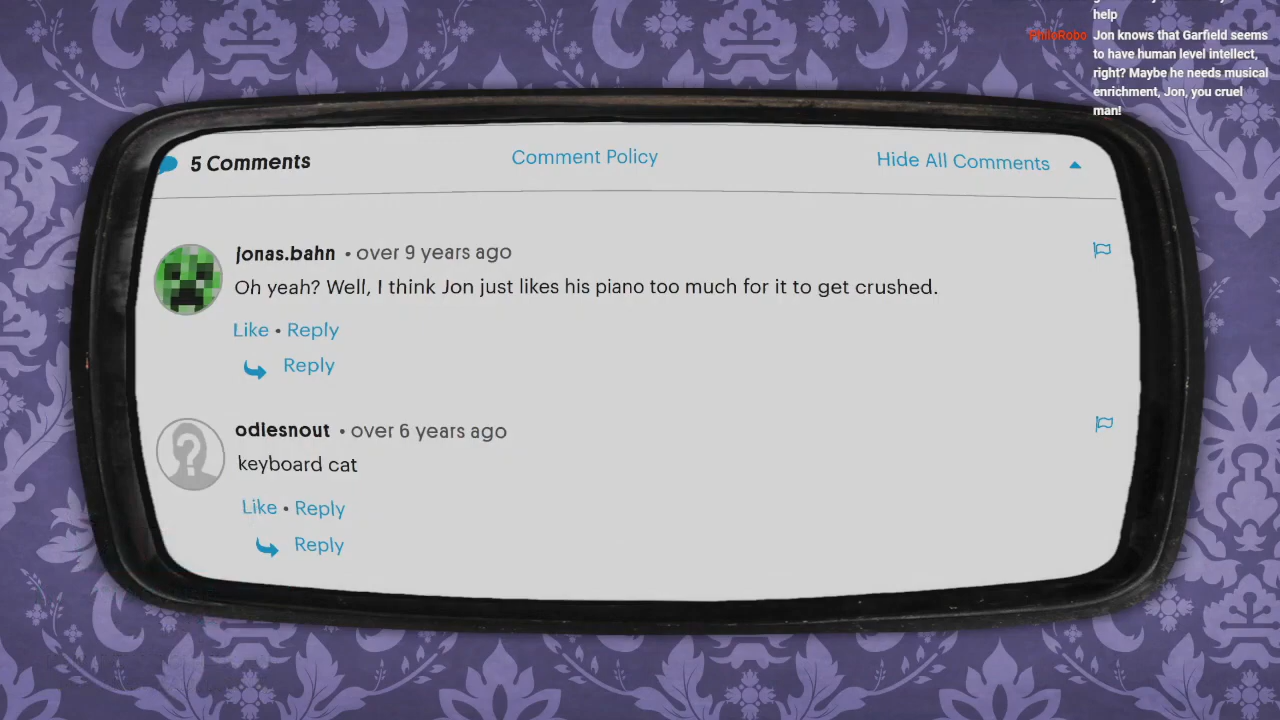 help
PhiloRobo Jon knows that Garfield seems
to have human level intellect,
right? Maybe he needs musical
enrichment, Jon, you cruel
man!
5 Comments
Comment Policy
Hide All Comments
jonas.bahn • over 9 years ago
Oh yeah? Well, I think Jon just likes his piano too much for it to get crushed.
Like • Reply
Reply
odlesnout • over 6 years ago
keyboard cat
Like • Reply
Reply